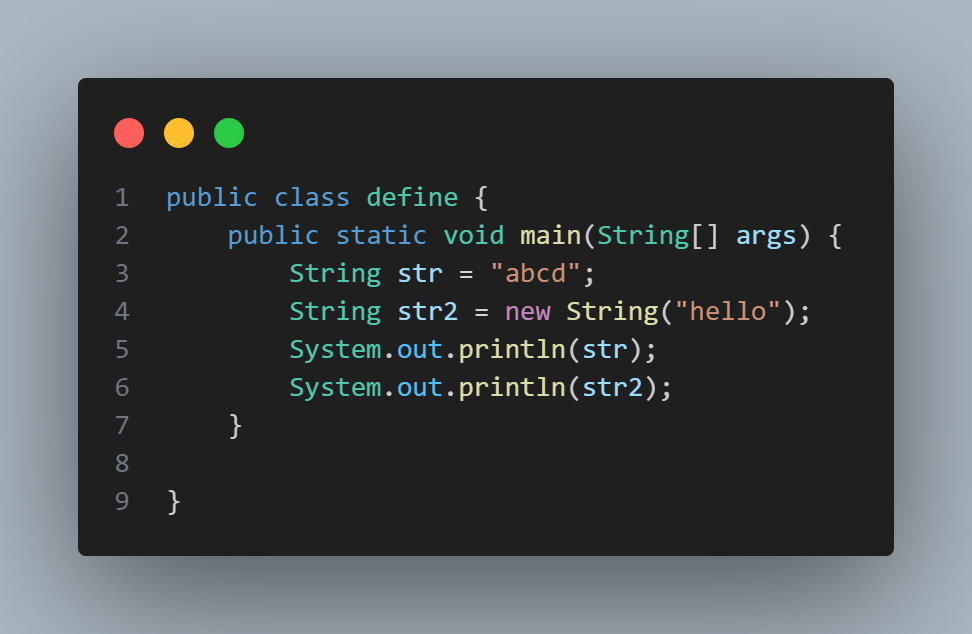 1 public class define {
2     public static void main(String[] args) {
3         String str = "abcd";
4         String str2 = new String("hello");
5         System.out.println(str);
6         System.out.println(str2);
7     }
8
9 }